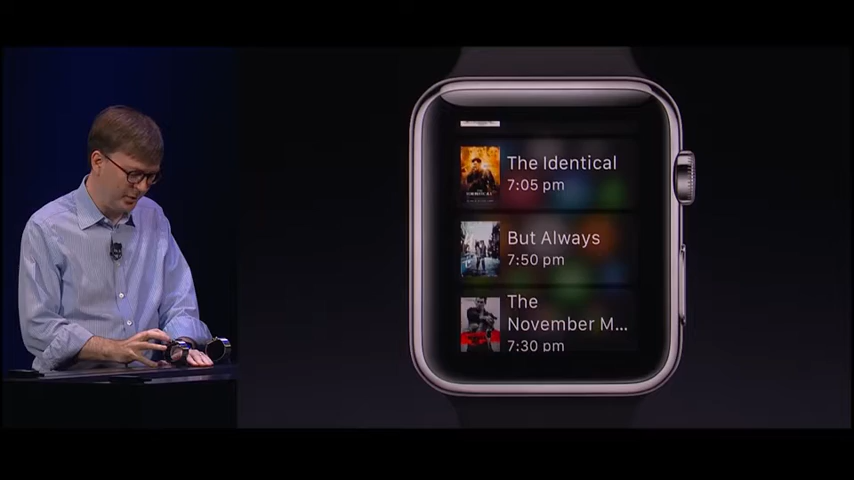 The Identical
7:05 pm
But Always
7:50 pm
The
November M...
7:30 pm